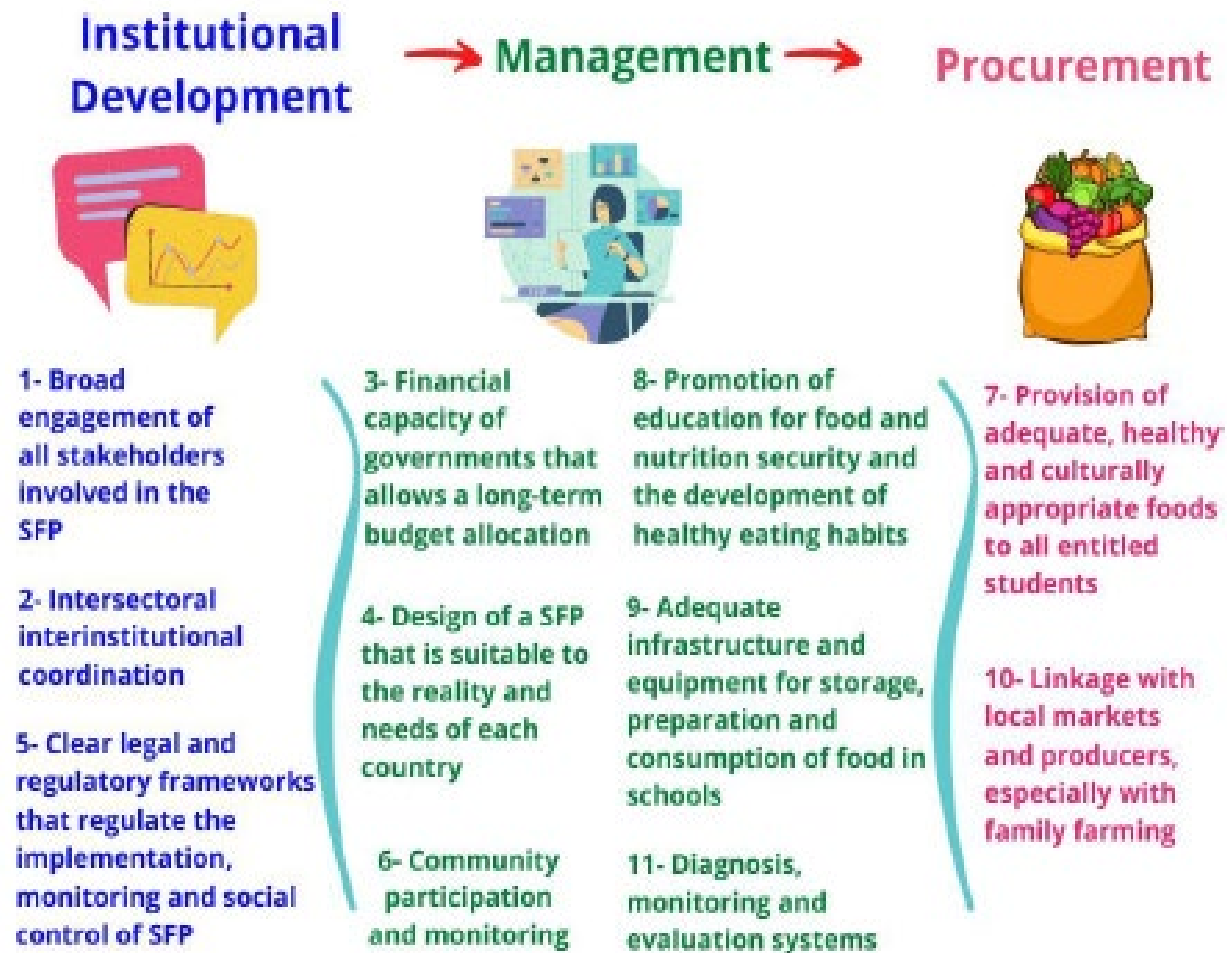 Institutional
Development
Management
Procurement
1- Broad
engagement of
all stakeholders
involved in the
SFP
2- Intersectoral
interinstitutional
coordination
5- Clear legal and
regulatory frameworks
that regulate the
implementation,
monitoring and social
control of SFP
3- Financial
capacity of
governments that
allows a long-term
budget allocation
4- Design of a SFP
that is suitable to
the reality and
needs of each
country
6- Community
participation
and monitoring
8- Promotion of
education for food and
nutrition security and
the development of
healthy eating habits
9- Adequate
infrastructure and
equipment for storage,
preparation and
consumption of food in
schools
11- Diagnosis,
monitoring and
evaluation systems
7- Provision of
adequate, healthy
and culturally
appropriate foods
to all entitled
students
10- Linkage with
local markets
and producers,
especially with
family farming